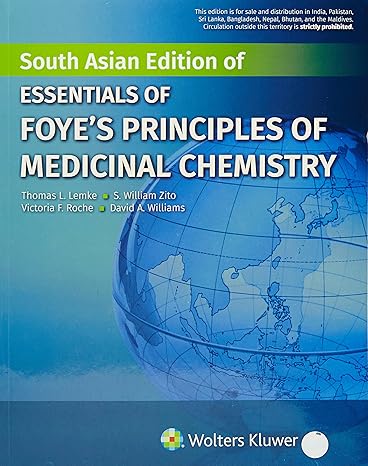 This edition is for sale and distribution in India, Pakistan,
Sri Lanka, Bangladesh, Nepal, Bhutan, and the Maldives.
Circulation outside this territory is strictly prohibited.
South Asian Edition of
ESSENTIALS OF
FOYE'S PRINCIPLES OF
MEDICINAL CHEMISTRY
Thomas L. Lemke ■ S. William Zito
Victoria F. Roche ■ David A. Williams
Wolters Kluwer